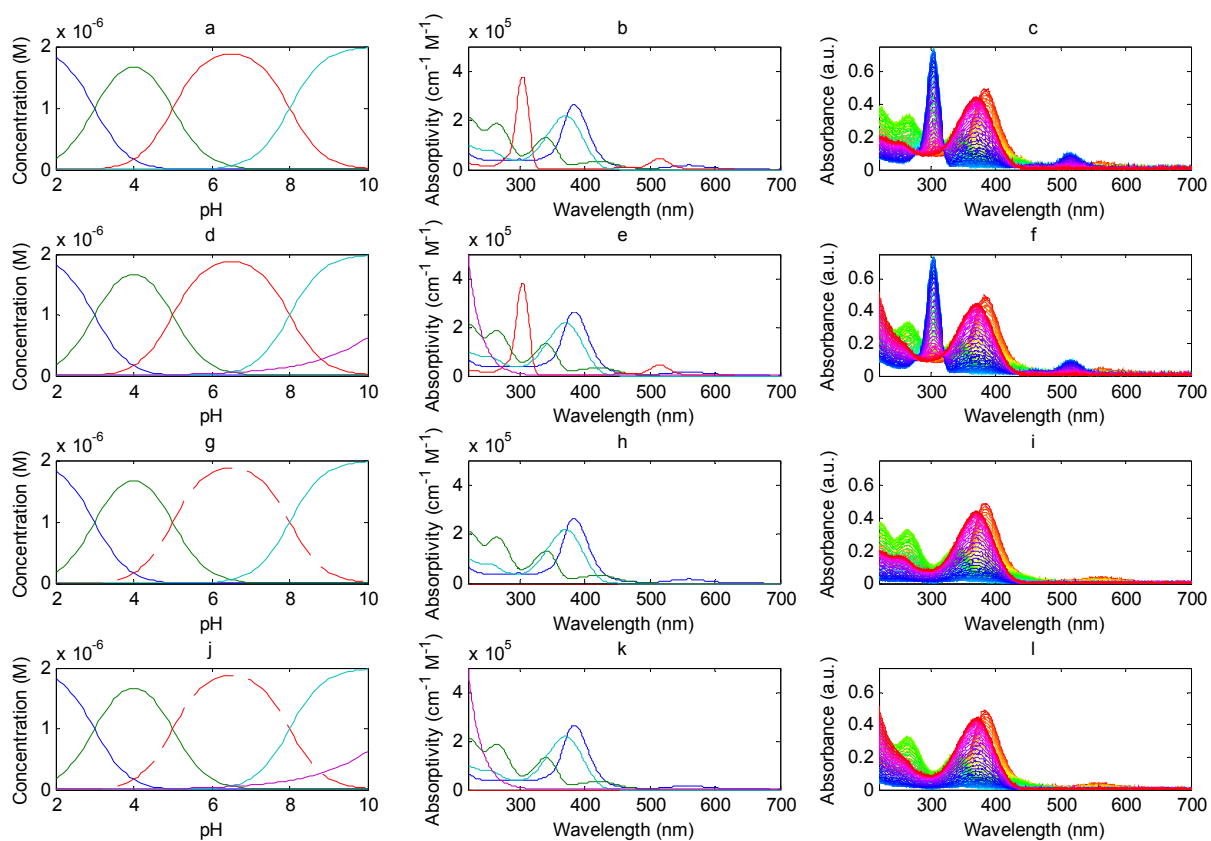 x 10⁻⁶ a b c
Concentration (M)
2
1
0
2 4 6 8 10
pH
x 10⁵
Absorptivity (cm⁻¹ M⁻¹)
4
2
0
300 400 500 600 700
Wavelength (nm)
Absorbance (a.u.)
0.6
0.4
0.2
0
300 400 500 600 700
Wavelength (nm)
x 10⁻⁶ d e f
Concentration (M)
2
1
0
2 4 6 8 10
pH
x 10⁵
Absorptivity (cm⁻¹ M⁻¹)
4
2
0
300 400 500 600 700
Wavelength (nm)
Absorbance (a.u.)
0.6
0.4
0.2
0
300 400 500 600 700
Wavelength (nm)
x 10⁻⁶ g h i
Concentration (M)
2
1
0
2 4 6 8 10
pH
x 10⁵
Absorptivity (cm⁻¹ M⁻¹)
4
2
0
300 400 500 600 700
Wavelength (nm)
Absorbance (a.u.)
0.6
0.4
0.2
0
300 400 500 600 700
Wavelength (nm)
x 10⁻⁶ j k l
Concentration (M)
2
1
0
2 4 6 8 10
pH
x 10⁵
Absorptivity (cm⁻¹ M⁻¹)
4
2
0
300 400 500 600 700
Wavelength (nm)
Absorbance (a.u.)
0.6
0.4
0.2
0
300 400 500 600 700
Wavelength (nm)